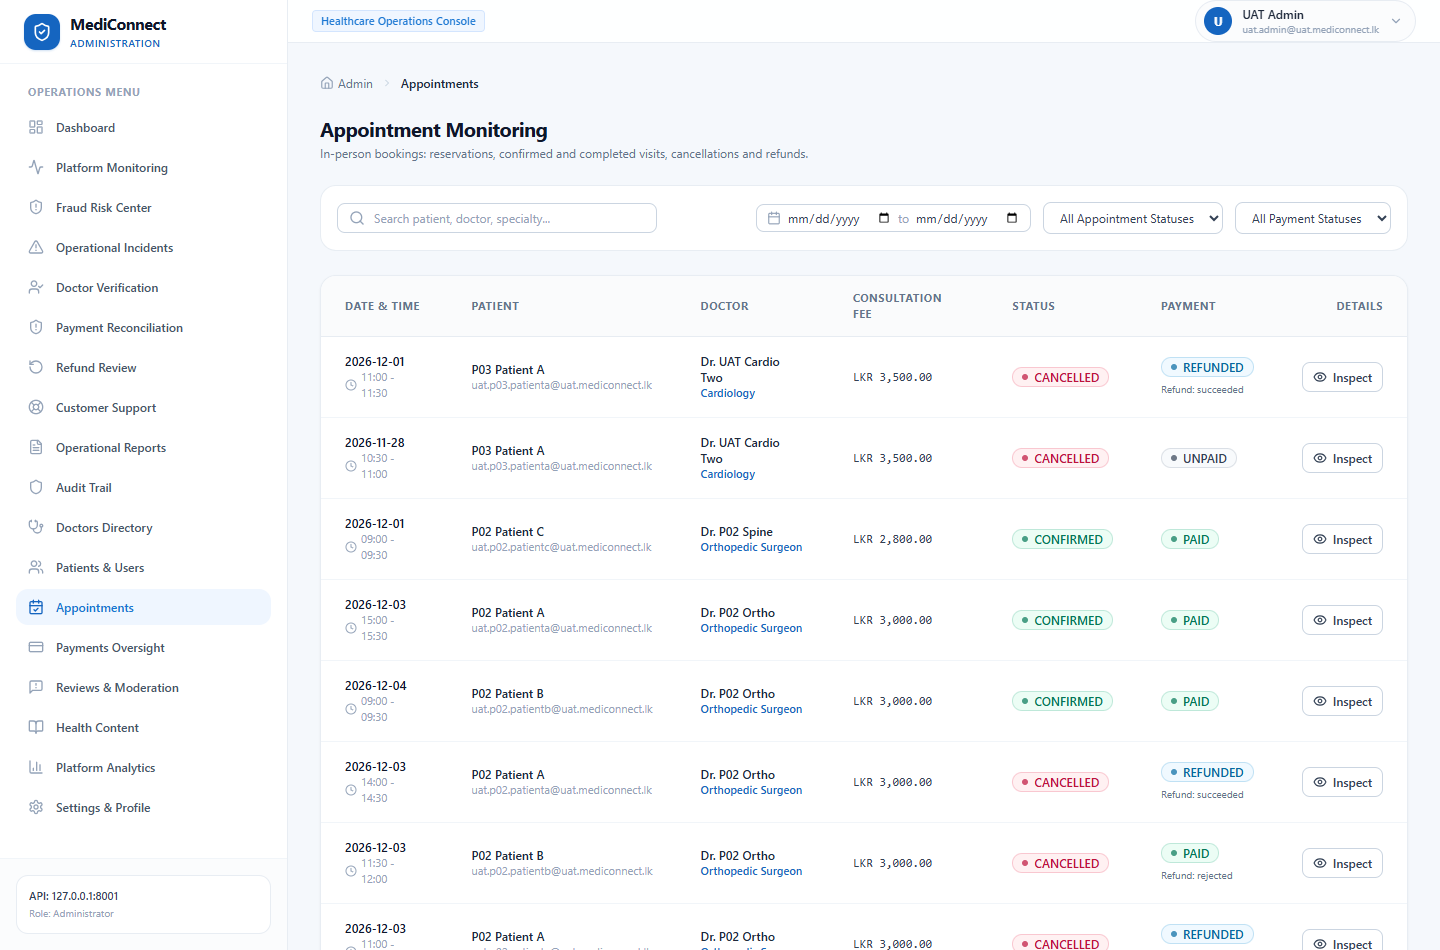 MediConnect
ADMINISTRATION
OPERATIONS MENU
Dashboard
Platform Monitoring
Fraud Risk Center
Operational Incidents
Doctor Verification
Payment Reconciliation
Refund Review
Customer Support
Operational Reports
Audit Trail
Doctors Directory
Patients & Users
Appointments
Payments Oversight
Reviews & Moderation
Health Content
Platform Analytics
Settings & Profile
API: 127.0.0.1:8001
Role: Administrator
Healthcare Operations Console
U
UAT Admin
uat.admin@uat.mediconnect.lk
Admin
Appointments
Appointment Monitoring
In-person bookings: reservations, confirmed and completed visits, cancellations and refunds.
Search patient, doctor, specialty...
mm/dd/yyyy to mm/dd/yyyy
All Appointment Statuses
All Payment Statuses
DATE & TIME
PATIENT
DOCTOR
CONSULTATION
FEE
STATUS
PAYMENT
DETAILS
2026-12-01
11:00 -
11:30
P03 Patient A
uat.p03.patienta@uat.mediconnect.lk
Dr. UAT Cardio
Two
Cardiology
LKR 3,500.00
CANCELLED
REFUNDED
Refund: succeeded
Inspect
2026-11-28
10:30 -
11:00
P03 Patient A
uat.p03.patienta@uat.mediconnect.lk
Dr. UAT Cardio
Two
Cardiology
LKR 3,500.00
CANCELLED
UNPAID
Inspect
2026-12-01
09:00 -
09:30
P02 Patient C
uat.p02.patientc@uat.mediconnect.lk
Dr. P02 Spine
Orthopedic Surgeon
LKR 2,800.00
CONFIRMED
PAID
Inspect
2026-12-03
15:00 -
15:30
P02 Patient A
uat.p02.patienta@uat.mediconnect.lk
Dr. P02 Ortho
Orthopedic Surgeon
LKR 3,000.00
CONFIRMED
PAID
Inspect
2026-12-04
09:00 -
09:30
P02 Patient B
uat.p02.patientb@uat.mediconnect.lk
Dr. P02 Ortho
Orthopedic Surgeon
LKR 3,000.00
CONFIRMED
PAID
Inspect
2026-12-03
14:00 -
14:30
P02 Patient A
uat.p02.patienta@uat.mediconnect.lk
Dr. P02 Ortho
Orthopedic Surgeon
LKR 3,000.00
CANCELLED
REFUNDED
Refund: succeeded
Inspect
2026-12-03
11:30 -
12:00
P02 Patient B
uat.p02.patientb@uat.mediconnect.lk
Dr. P02 Ortho
Orthopedic Surgeon
LKR 3,000.00
CANCELLED
PAID
Refund: rejected
Inspect
2026-12-03
11:00 -
P02 Patient A
Dr. P02 Ortho
LKR 3,000.00
CANCELLED
REFUNDED
Inspect